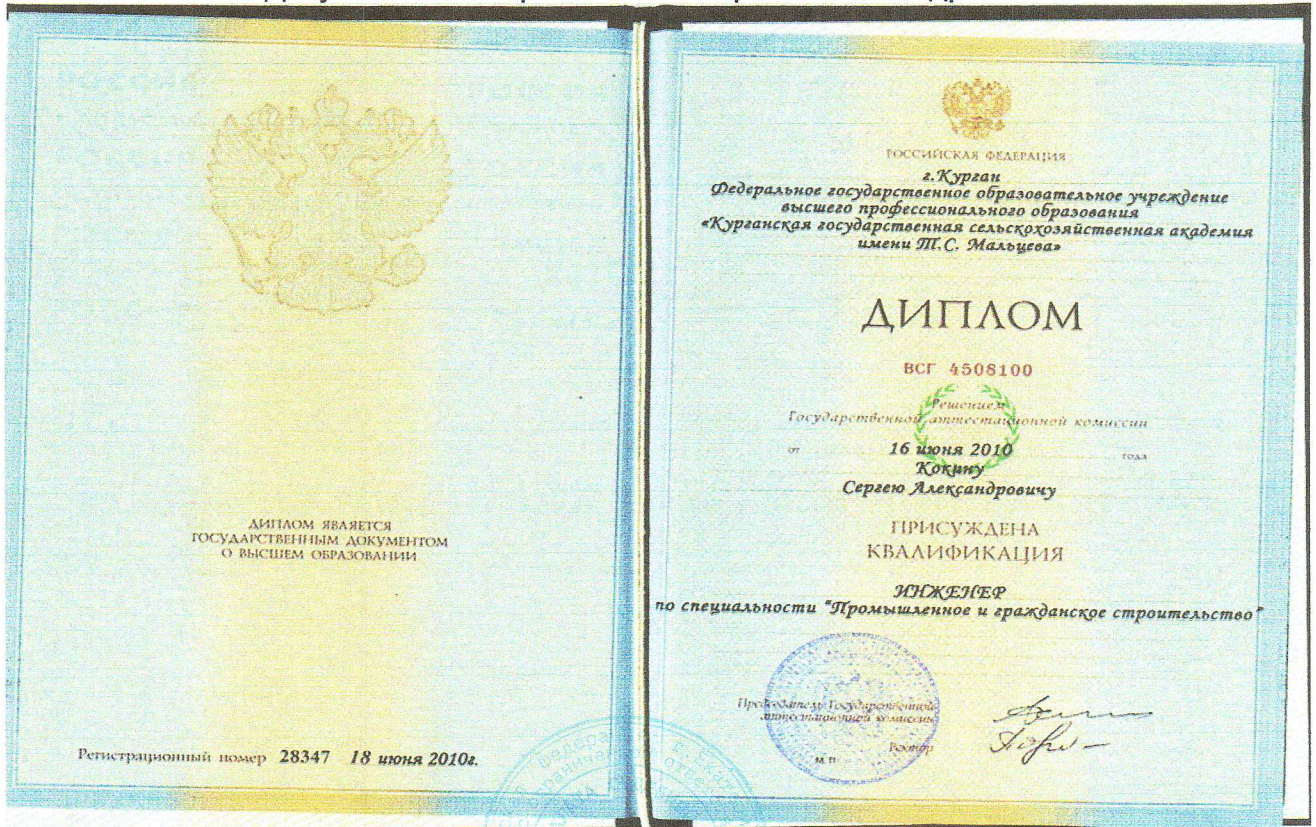 ДИПЛОМ ЯВЛЯЕТСЯ
ГОСУДАРСТВЕННЫМ ДОКУМЕНТОМ
О ВЫСШЕМ ОБРАЗОВАНИИ
Регистрационный номер 28347 18 июня 2010г.
РОССИЙСКАЯ ФЕДЕРАЦИЯ
г.Курган
Федеральное государственное образовательное учреждение
высшего профессионального образования
«Курганская государственная сельскохозяйственная академия
имени Т.С. Мальцева»
ДИПЛОМ
ВСГ 4508100
Решением
Государственной аттестационной комиссии
от 16 июня 2010 года
Кокину
Сергею Александровичу
ПРИСУЖДЕНА
КВАЛИФИКАЦИЯ
ИНЖЕНЕР
по специальности "Промышленное и гражданское строительство"
Председатель Государственной
аттестационной комиссии
Ректор
М.П.